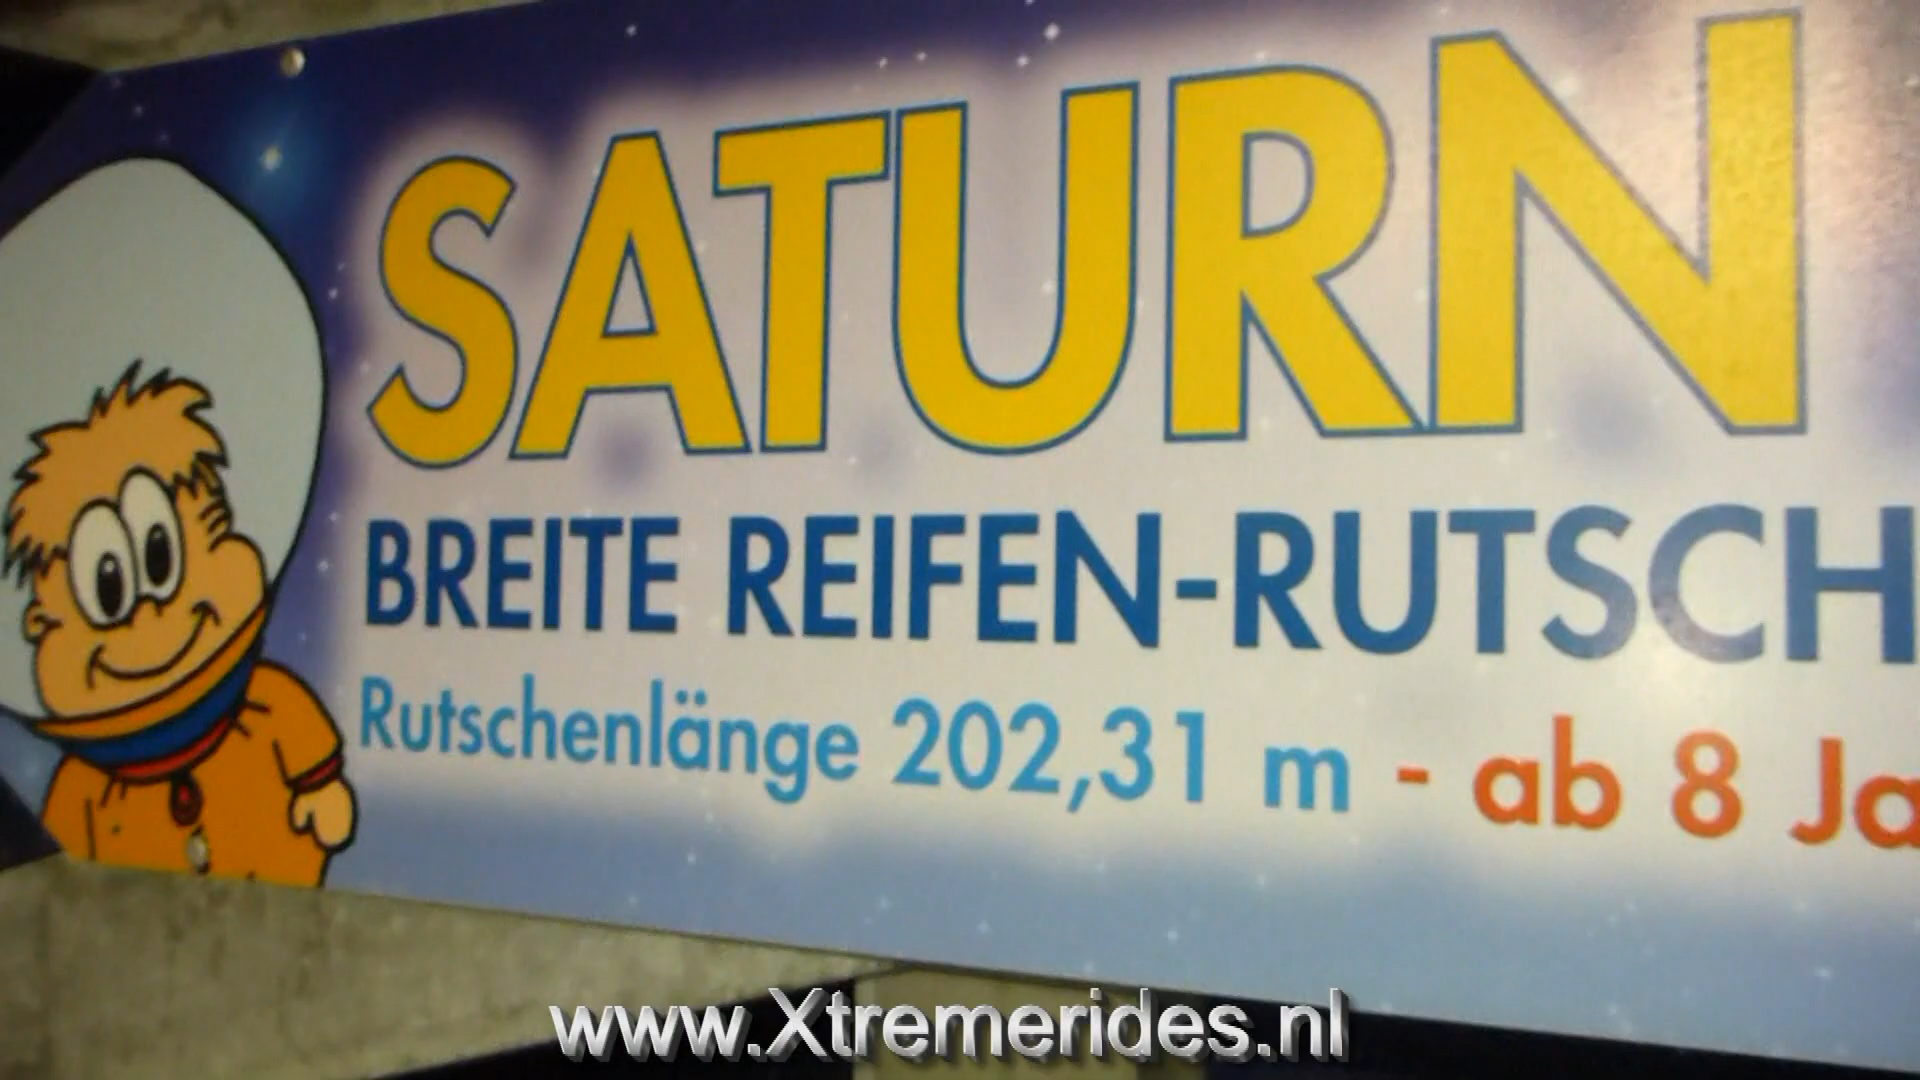 SATURN
BREITE REIFEN-RUTSCH
Rutschenlänge 202,31 m - ab 8 Ja
www.Xtremerides.nl